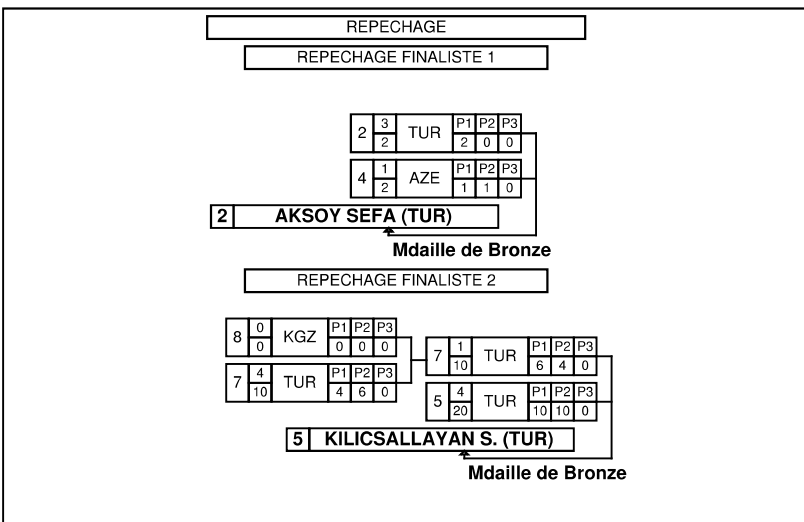 REPECHAGE
REPECHAGE FINALISTE 1
2 3 2 TUR P1 P2 P3 2 0 0
4 1 2 AZE P1 P2 P3 1 1 0
2 AKSOY SEFA (TUR)
Mdaille de Bronze
REPECHAGE FINALISTE 2
8 0 0 KGZ P1 P2 P3 0 0 0
7 4 10 TUR P1 P2 P3 4 6 0
7 1 10 TUR P1 P2 P3 6 4 0
5 4 20 TUR P1 P2 P3 10 10 0
5 KILICSALLAYAN S. (TUR)
Mdaille de Bronze